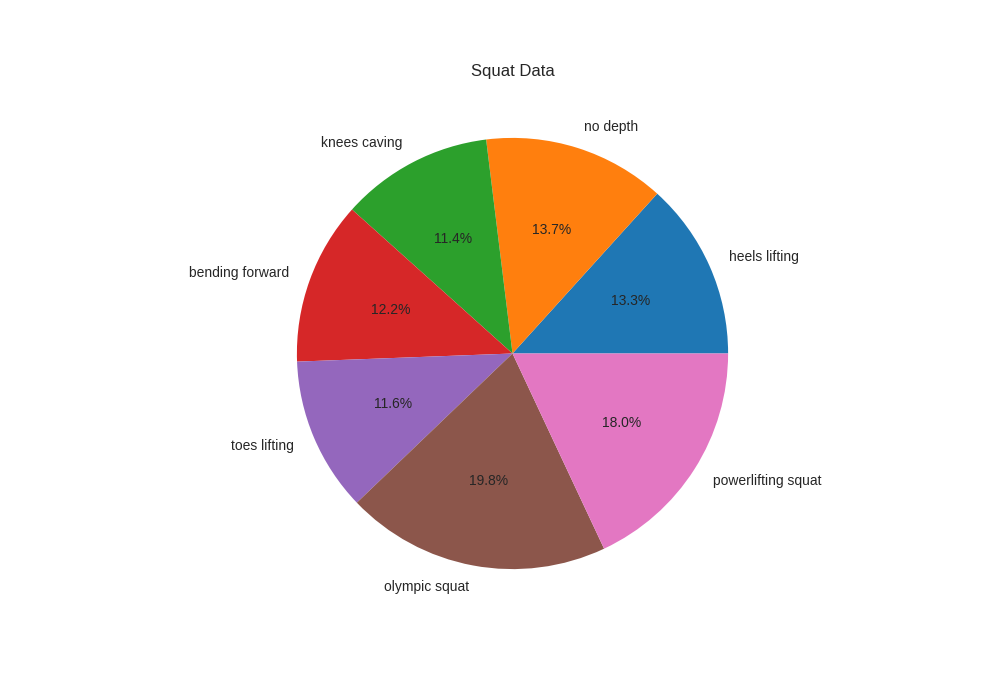 Squat Data
no depth
knees caving
13.7%
11.4%
heels lifting
bending forward
13.3%
12.2%
11.6%
18.0%
toes lifting
19.8%
powerlifting squat
olympic squat